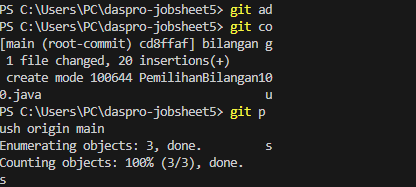 PS C:\Users\PC\daspro-jobsheet5> git ad
PS C:\Users\PC\daspro-jobsheet5> git co
[main (root-commit) cd8ffaf] bilangan g
 1 file changed, 20 insertions(+)
 create mode 100644 PemilihanBilangan10
0.java u
PS C:\Users\PC\daspro-jobsheet5> git p
ush origin main
Enumerating objects: 3, done. s
Counting objects: 100% (3/3), done.
s